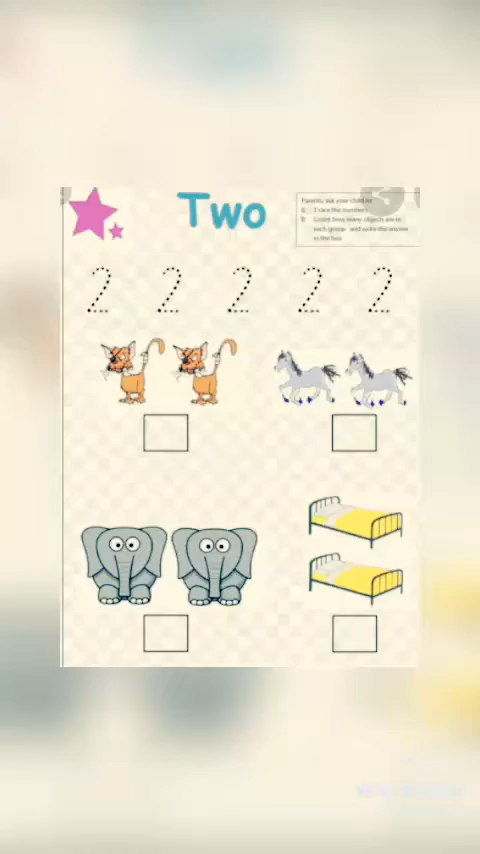 Two
Parents, ask your child to:
Trace the numbers
Count how many objects are in
each group and write the answer
in the box
2 2 2 2 2